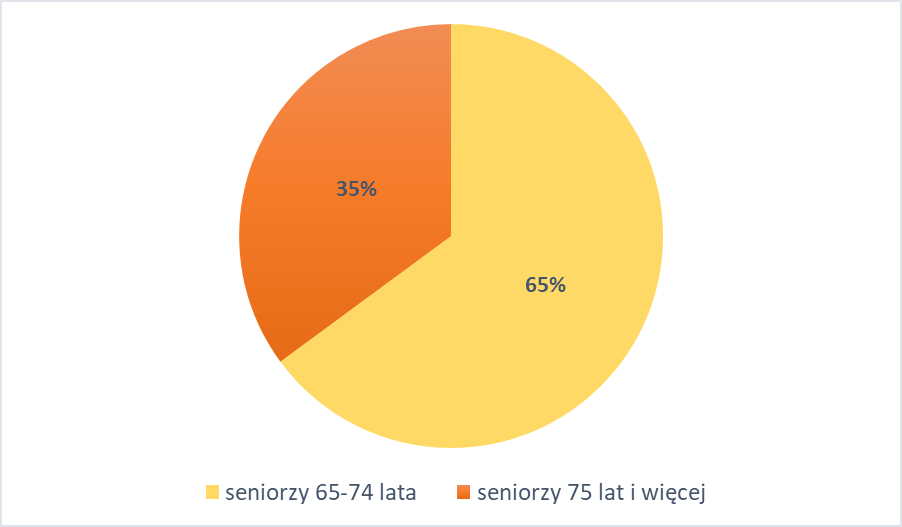 35%
65%
seniorzy 65-74 lata
seniorzy 75 lat i więcej